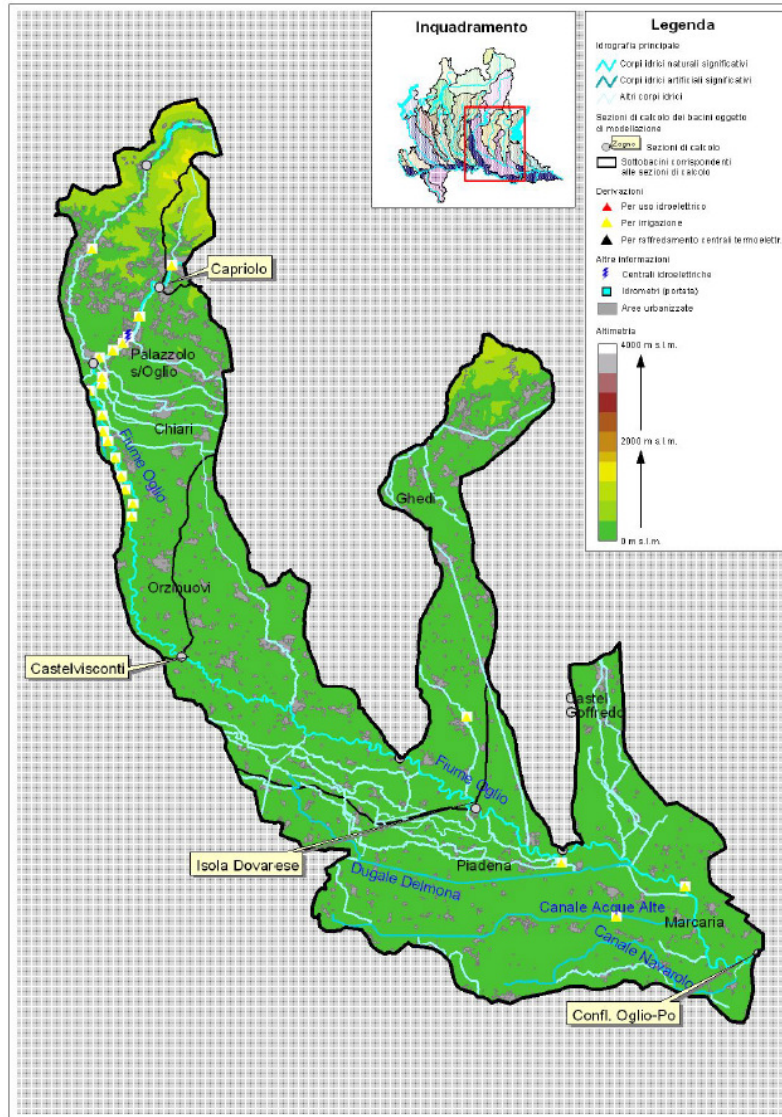 Inquadramento
Legenda
Idrografia principale
Corpi idrici naturali significativi
Corpi idrici artificiali significativi
Altri corpi idrici
Sezioni di calcolo dei bacini oggetto
di modellazione
Zogno
Sezioni di calcolo
Sottobacini corrispondenti
alle sezioni di calcolo
Derivazioni
Per uso idroelettrico
Per irrigazione
Per raffredamento centrali termoelettr.
Altre informazioni
Centrali idroelettriche
Idrometri (portata)
Aree urbanizzate
Altimetria
4000 m s.l.m.
2000 m s.l.m.
0 m s.l.m.
Capriolo
Palazzolo
s/Oglio
Chiari
Fiume Oglio
Ghedi
Orzinuovi
Castelvisconti
Castel
Goffredo
Fiume Oglio
Isola Dovarese
Piadena
Dugale Delmona
Canale Acque Alte
Marcaria
Canale Navarolo
Confl. Oglio-Po